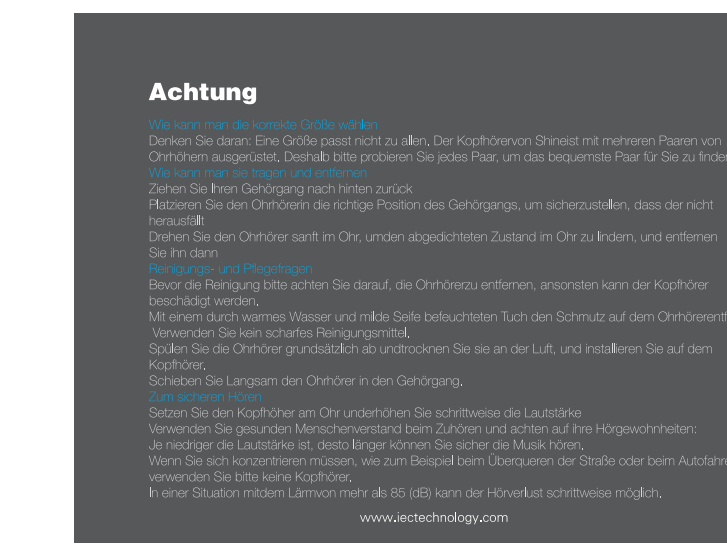 Achtung
Wie kann man die korrekte Größe wählen
Denken Sie daran: Eine Größe passt nicht zu allen, Der Kopfhörervon Shineist mit mehreren Paaren von
Ohrhöhern ausgerüstet, Deshalb bitte probieren Sie jedes Paar, um das bequemste Paar für Sie zu finden
Wie kann man sie tragen und entfernen
Ziehen Sie Ihren Gehörgang nach hinten zurück
Platzieren Sie den Ohrhörerin die richtige Position des Gehörgangs, um sicherzustellen, dass der nicht
herausfällt
Drehen Sie den Ohrhörer sanft im Ohr, umden abgedichteten Zustand im Ohr zu lindern, und entfernen
Sie ihn dann
Reinigungs- und Pflegefragen
Bevor die Reinigung bitte achten Sie darauf, die Ohrhörerzu entfernen, ansonsten kann der Kopfhörer
beschädigt werden,
Mit einem durch warmes Wasser und milde Seife befeuchteten Tuch den Schmutz auf dem Ohrhörerentf
Verwenden Sie kein scharfes Reinigungsmittel,
Spülen Sie die Ohrhörer grundsätzlich ab undtrocknen Sie sie an der Luft, und installieren Sie auf dem
Kopfhörer,
Schieben Sie Langsam den Ohrhörer in den Gehörgang,
Zum sicheren Hören
Setzen Sie den Kopfhöher am Ohr underhöhen Sie schrittweise die Lautstärke
Verwenden Sie gesunden Menschenverstand beim Zuhören und achten auf ihre Hörgewohnheiten:
Je niedriger die Lautstärke ist, desto länger können Sie sicher die Musik hören,
Wenn Sie sich konzentrieren müssen, wie zum Beispiel beim Überqueren der Straße oder beim Autofahre
verwenden Sie bitte keine Kopfhörer,
In einer Situation mitdem Lärmvon mehr als 85 (dB) kann der Hörverlust schrittweise möglich,
www.iectechnology.com